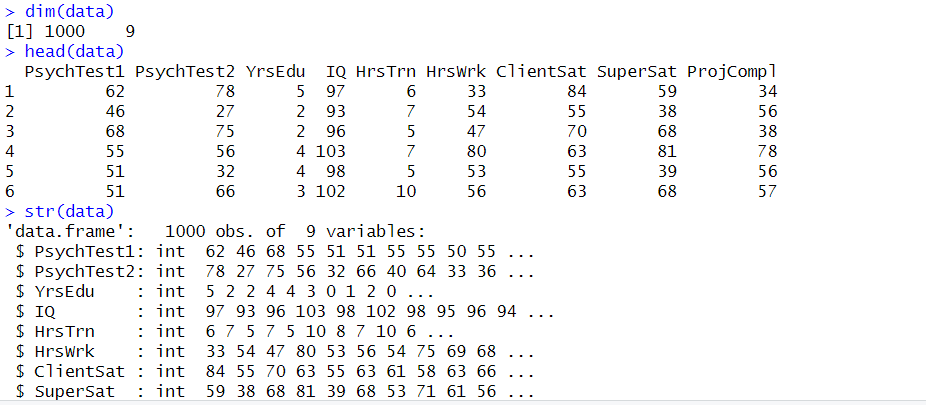 > dim(data)
[1] 1000    9
> head(data)
  PsychTest1 PsychTest2 YrsEdu  IQ HrsTrn HrsWrk ClientSat SuperSat ProjCompl
1         62         78      5  97      6     33        84       59        34
2         46         27      2  93      7     54        55       38        56
3         68         75      2  96      5     47        70       68        38
4         55         56      4 103      7     80        63       81        78
5         51         32      4  98      5     53        55       39        56
6         51         66      3 102     10     56        63       68        57
> str(data)
'data.frame':   1000 obs. of  9 variables:
 $ PsychTest1: int  62 46 68 55 51 51 55 55 50 55 ...
 $ PsychTest2: int  78 27 75 56 32 66 40 64 33 36 ...
 $ YrsEdu    : int  5 2 2 4 4 3 0 1 2 0 ...
 $ IQ        : int  97 93 96 103 98 102 98 95 96 94 ...
 $ HrsTrn    : int  6 7 5 7 5 10 8 7 10 6 ...
 $ HrsWrk    : int  33 54 47 80 53 56 54 75 69 68 ...
 $ ClientSat : int  84 55 70 63 55 63 61 58 63 66 ...
 $ SuperSat  : int  59 38 68 81 39 68 53 71 61 56 ...